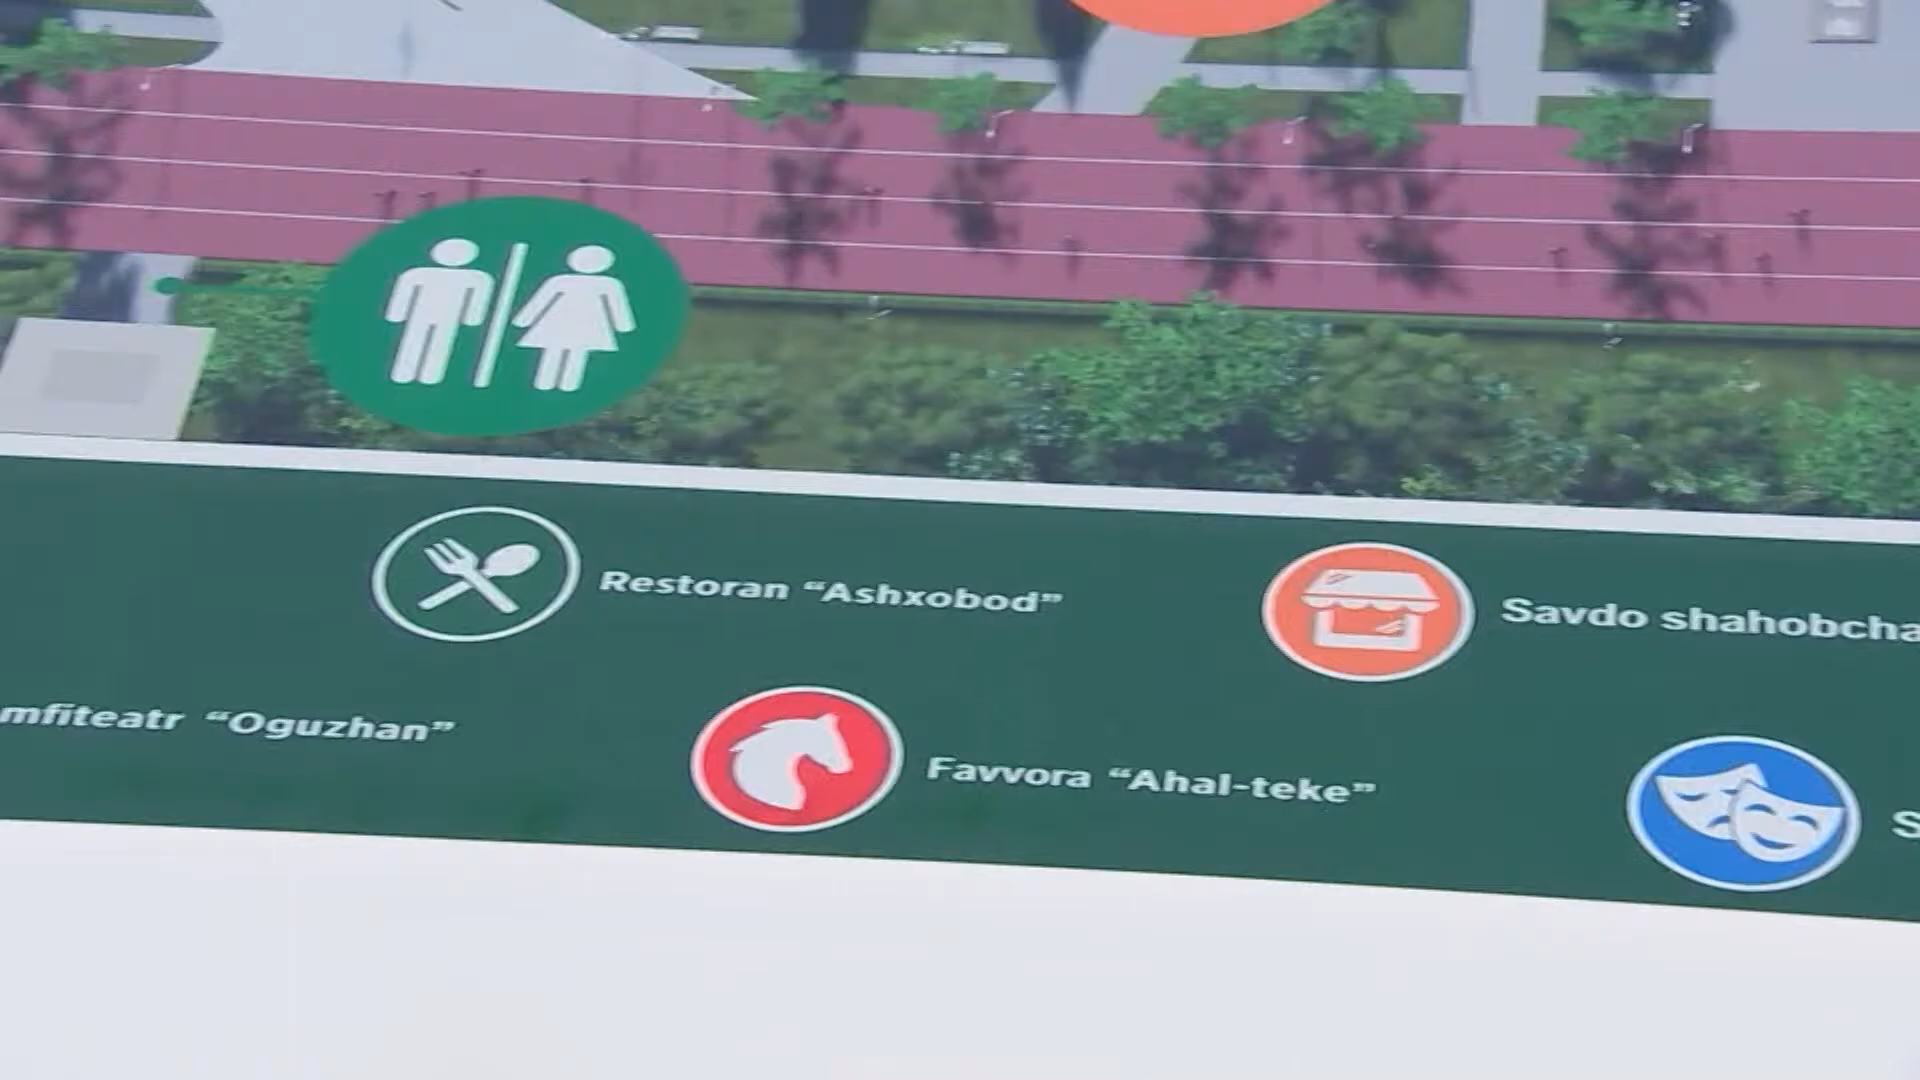 Restoran “Ashxobod”
Savdo shahobcha
mfiteatr “Oguzhan”
Favvora “Ahal-teke”
S